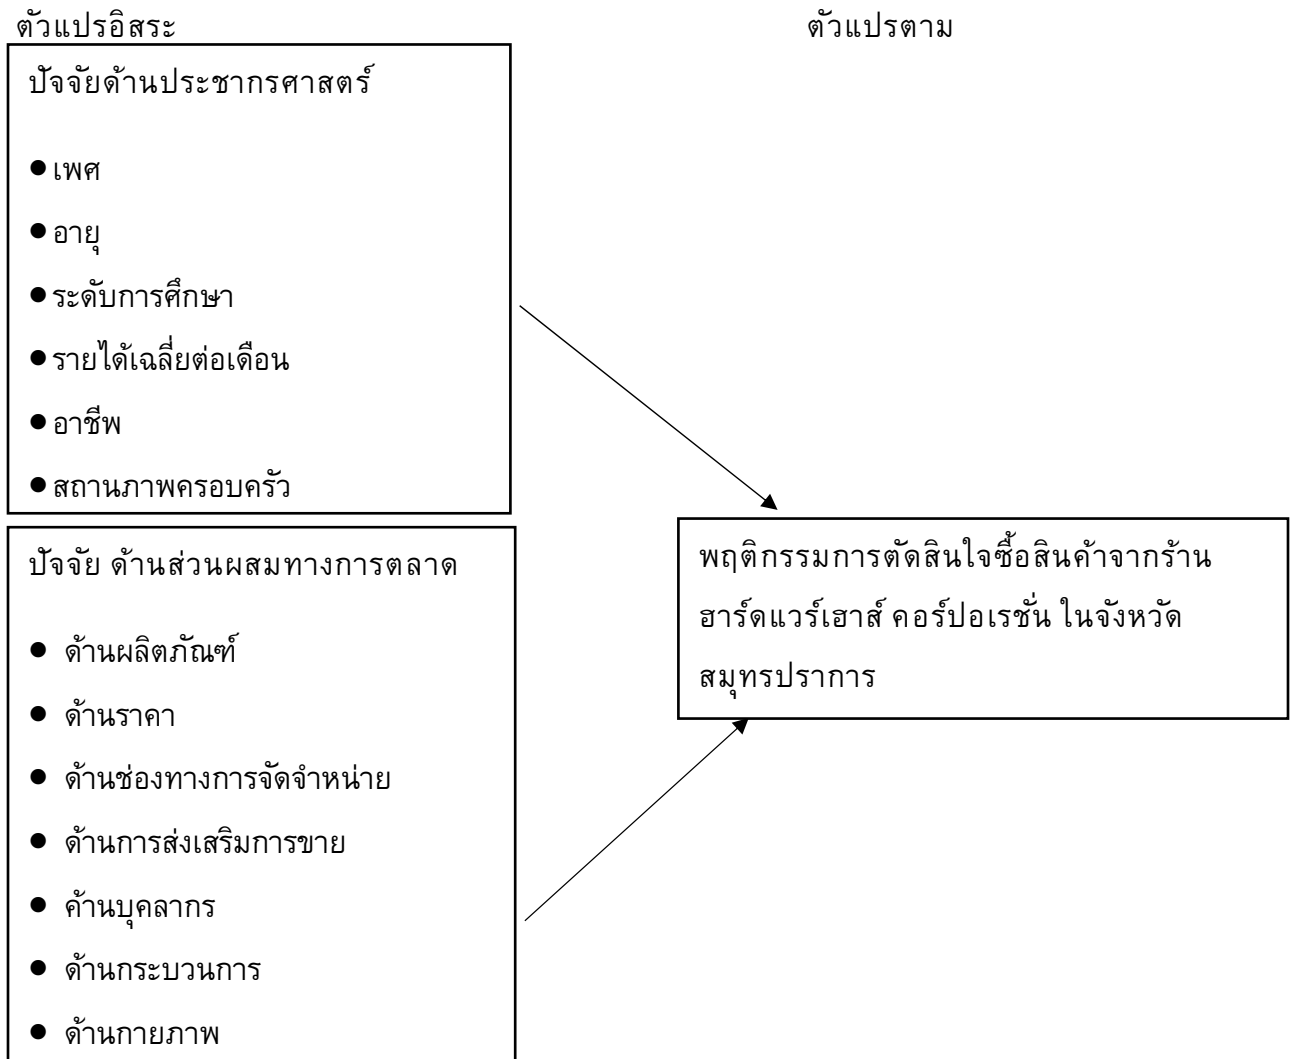 ตัวแปรอิสระ
ตัวแปรตาม
ปัจจัยด้านประชากรศาสตร์
● เพศ
● อายุ
● ระดับการศึกษา
● รายได้เฉลี่ยต่อเดือน
● อาชีพ
● สถานภาพครอบครัว
ปัจจัย ด้านส่วนผสมทางการตลาด
● ด้านผลิตภัณฑ์
● ด้านราคา
● ด้านช่องทางการจัดจำหน่าย
● ด้านการส่งเสริมการขาย
● ค้านบุคลากร
● ด้านกระบวนการ
● ด้านกายภาพ
พฤติกรรมการตัดสินใจซื้อสินค้าจากร้าน
ฮาร์ดแวร์เฮาส์ คอร์ปอเรชั่น ในจังหวัด
สมุทรปราการ